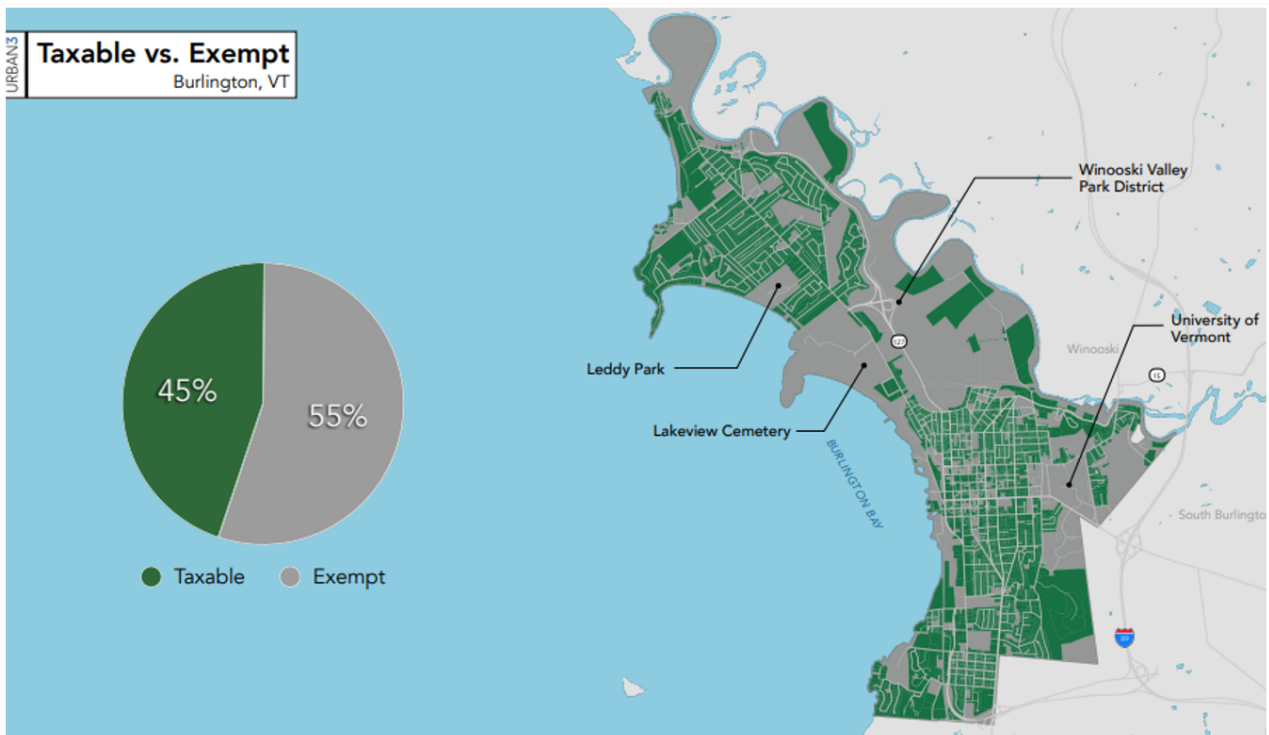 URBAN3
Taxable vs. Exempt
Burlington, VT
Winooski Valley
Park District
University of
Vermont
Winooski
15
127
Leddy Park
Lakeview Cemetery
BURLINGTON BAY
South Burlingto
89
45%
55%
Taxable
Exempt